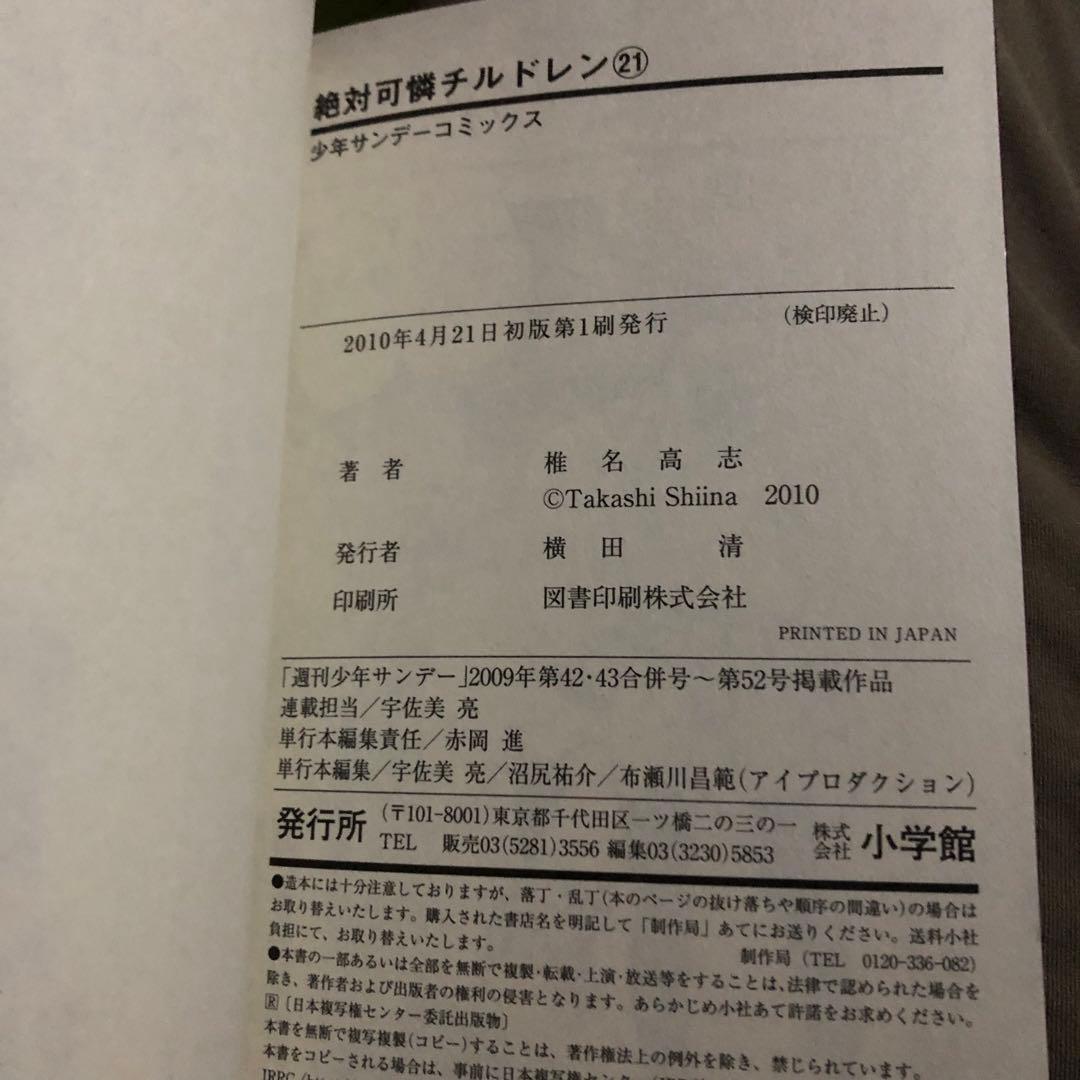 絶対可憐チルドレン㉑
少年サンデーコミックス
2010年4月21日初版第1刷発行
(検印廃止)
著者 椎名高志
©Takashi Shiina 2010
発行者 横田 清
印刷所 図書印刷株式会社
PRINTED IN JAPAN
「週刊少年サンデー」2009年第42・43合併号～第52号掲載作品
連載担当/宇佐美 亮
単行本編集責任/赤岡 進
単行本編集/宇佐美 亮/沼尻祐介/布瀬川昌範(アイプロダクション)
発行所 (〒101-8001)東京都千代田区一ツ橋二の三の一 株式会社 小学館
TEL 販売03(5281)3556 編集03(3230)5853
●造本には十分注意しておりますが、落丁・乱丁(本のページの抜け落ちや順序の間違い)の場合は
お取り替えいたします。購入された書店名を明記して「制作局」あてにお送りください。送料小社
負担にて、お取り替えいたします。
制作局(TEL 0120-336-082)
●本書の一部あるいは全部を無断で複製・転載・上演・放送等をすることは、法律で認められた場合を
除き、著作者および出版者の権利の侵害となります。あらかじめ小社あて許諾をお求めください。
Ⓡ〔日本複写権センター委託出版物〕
本書を無断で複写複製(コピー)することは、著作権法上の例外を除き、禁じられています。
本書をコピーされる場合は、事前に日本複写権センター